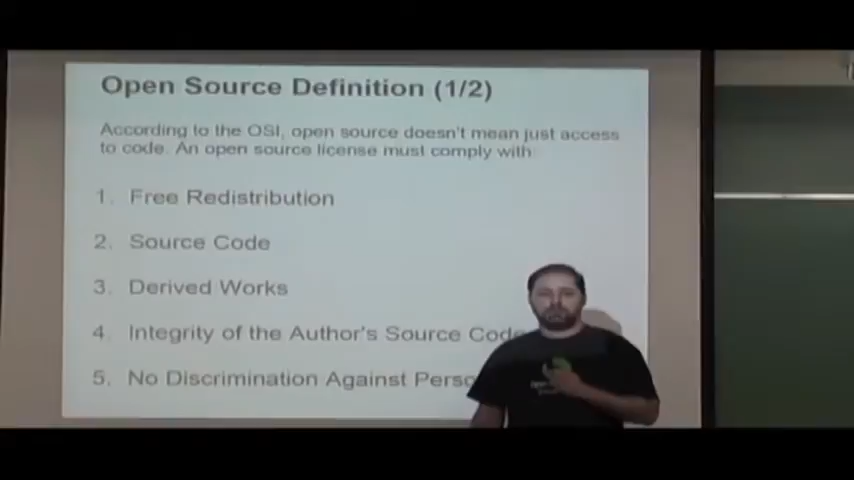 Open Source Definition (1/2)
According to the OSI, open source doesn't mean just access
to code. An open source license must comply with:
1. Free Redistribution
2. Source Code
3. Derived Works
4. Integrity of the Author's Source Code
5. No Discrimination Against